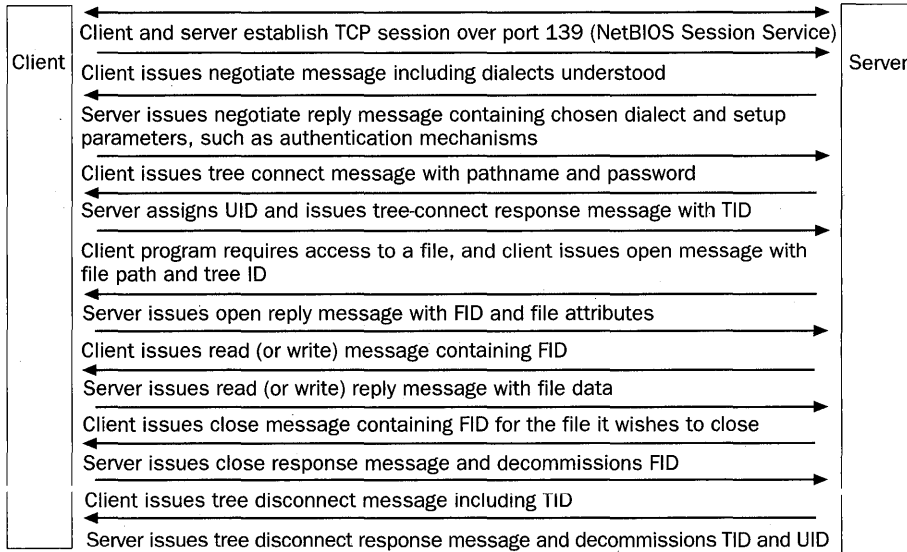 Client and server establish TCP session over port 139 (NetBIOS Session Service)
Client
Server
Client issues negotiate message including dialects understood
Server issues negotiate reply message containing chosen dialect and setup
parameters, such as authentication mechanisms
Client issues tree connect message with pathname and password
Server assigns UID and issues tree-connect response message with TID
Client program requires access to a file, and client issues open message with
file path and tree ID
Server issues open reply message with FID and file attributes
Client issues read (or write) message containing FID
Server issues read (or write) reply message with file data
Client issues close message containing FID for the file it wishes to close
Server issues close response message and decommissions FID
Client issues tree disconnect message including TID
Server issues tree disconnect response message and decommissions TID and UID